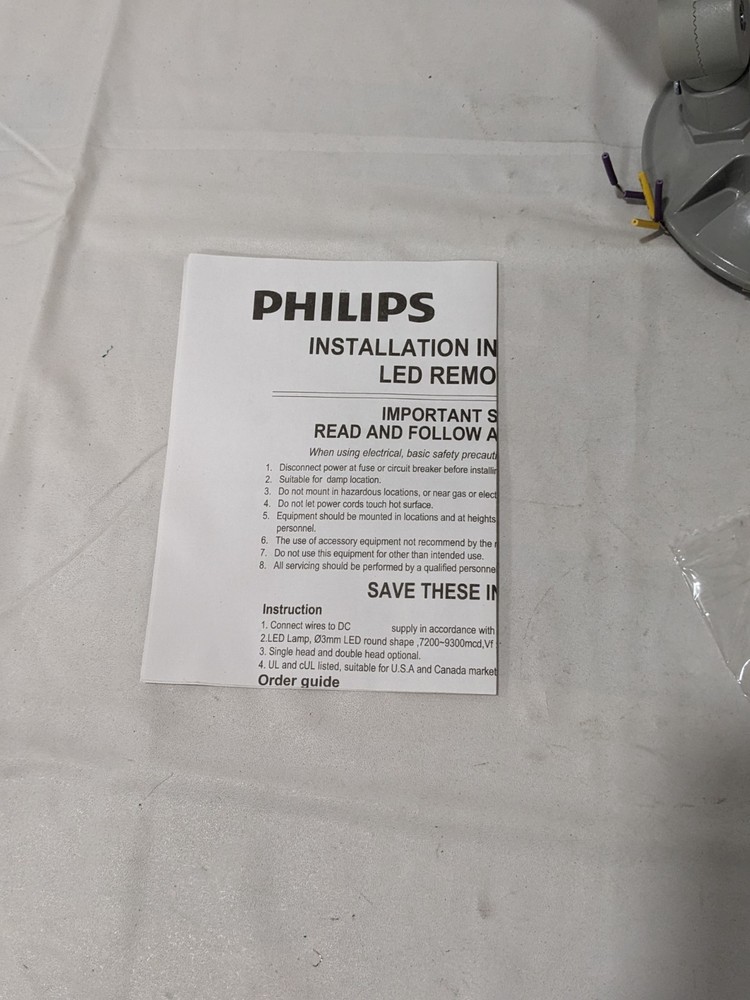 PHILIPS
INSTALLATION IN
LED REMO
IMPORTANT S
READ AND FOLLOW A
When using electrical, basic safety precauti
1. Disconnect power at fuse or circuit breaker before installin
2. Suitable for damp location.
3. Do not mount in hazardous locations, or near gas or elect
4. Do not let power cords touch hot surface.
5. Equipment should be mounted in locations and at heights
personnel.
6. The use of accessory equipment not recommend by the
7. Do not use this equipment for other than intended use.
8. All servicing should be performed by a qualified personne
SAVE THESE IN
Instruction
1. Connect wires to DC supply in accordance with
2.LED Lamp, Ø3mm LED round shape ,7200~9300mcd,Vf
3. Single head and double head optional.
4. UL and cUL listed, suitable for U.S.A and Canada market
Order guide